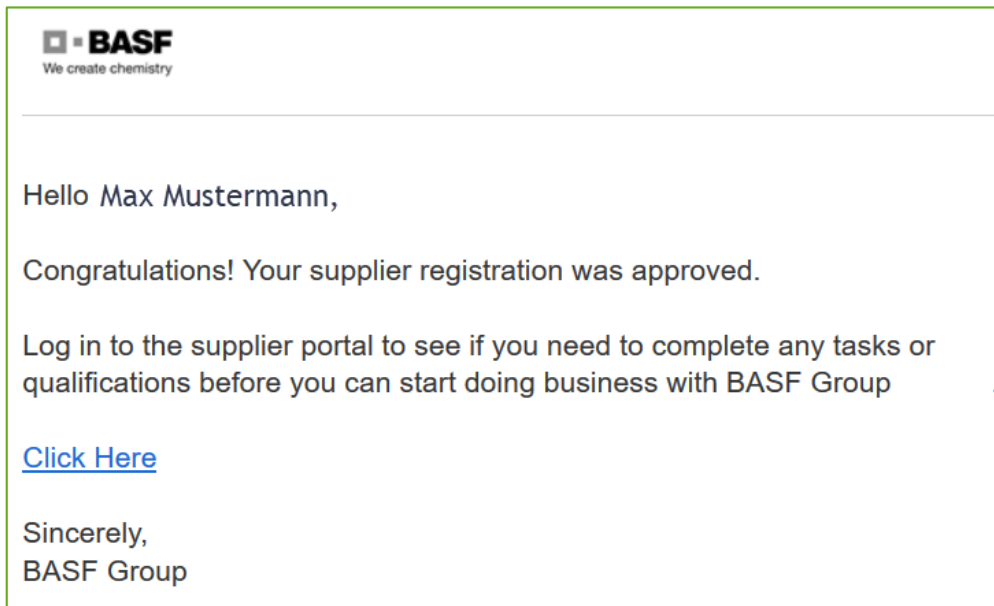 BASF
We create chemistry
Hello Max Mustermann,
Congratulations! Your supplier registration was approved.
Log in to the supplier portal to see if you need to complete any tasks or
qualifications before you can start doing business with BASF Group .
Click Here
Sincerely,
BASF Group